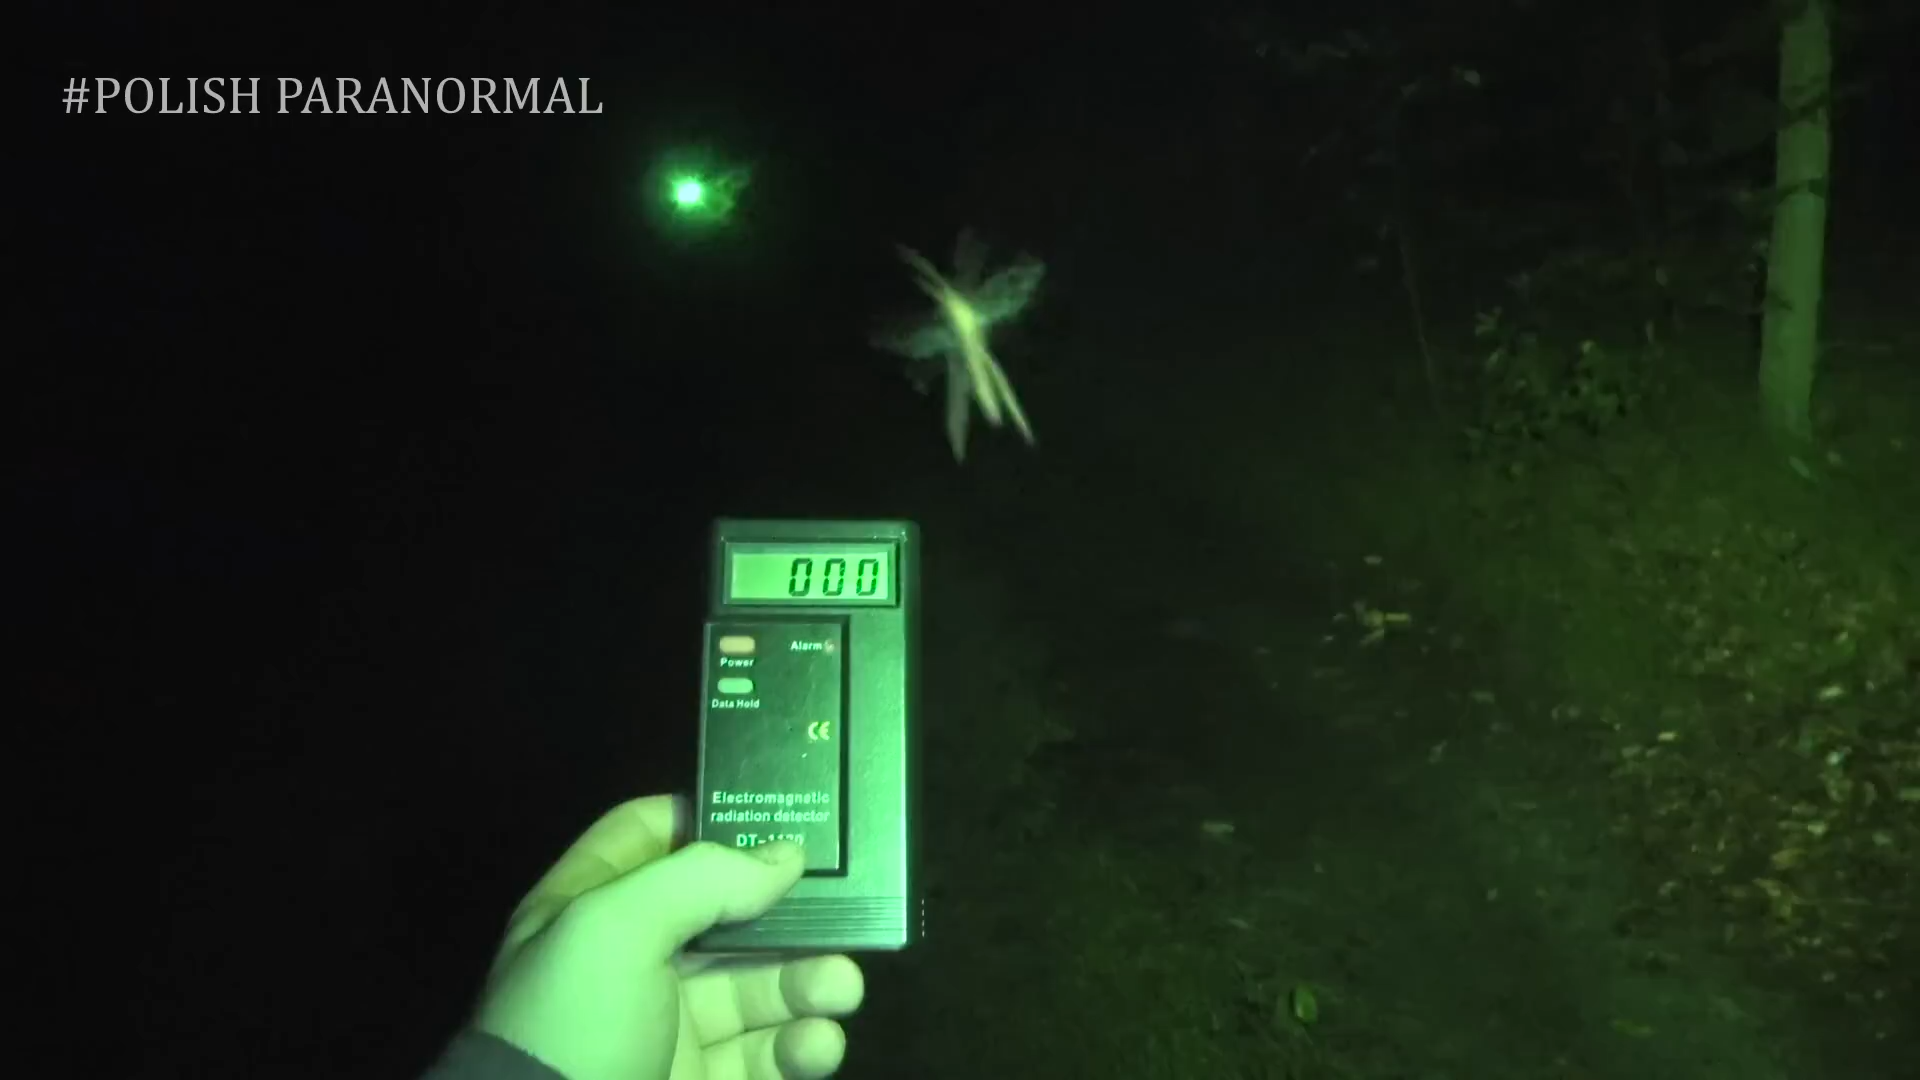 #POLISH PARANORMAL
000
Power
Alarm
Data Hold
CE
Electromagnetic
radiation detector